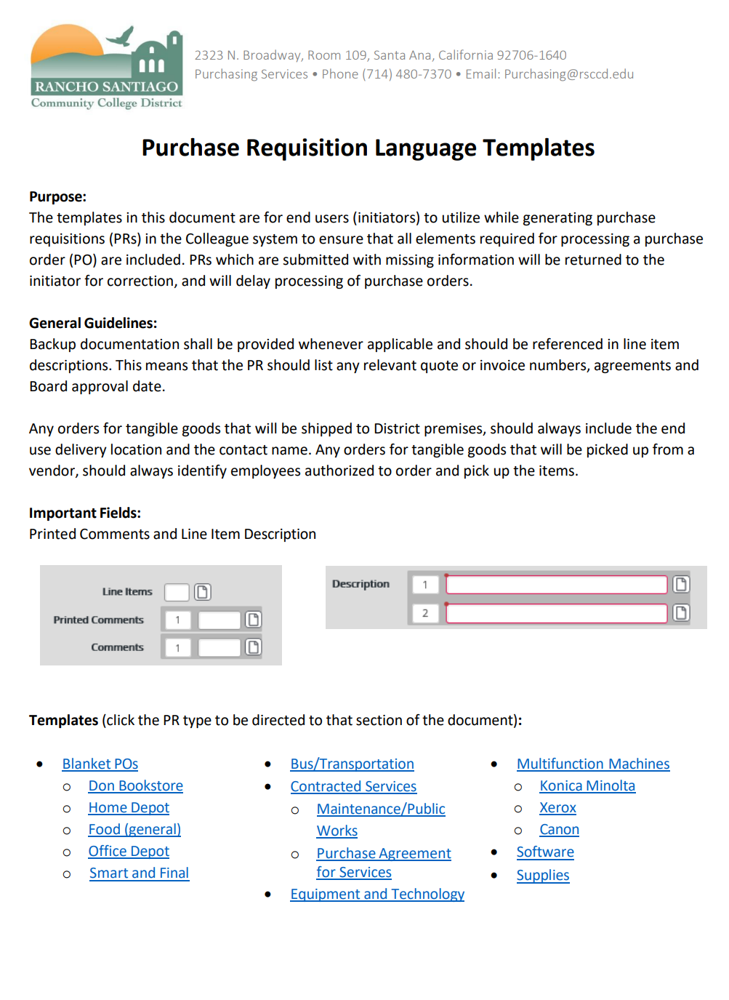 RANCHO SANTIAGO
Community College District
2323 N. Broadway, Room 109, Santa Ana, California 92706-1640
Purchasing Services • Phone (714) 480-7370 • Email: Purchasing@rsccd.edu
Purchase Requisition Language Templates
Purpose:
The templates in this document are for end users (initiators) to utilize while generating purchase
requisitions (PRs) in the Colleague system to ensure that all elements required for processing a purchase
order (PO) are included. PRs which are submitted with missing information will be returned to the
initiator for correction, and will delay processing of purchase orders.
General Guidelines:
Backup documentation shall be provided whenever applicable and should be referenced in line item
descriptions. This means that the PR should list any relevant quote or invoice numbers, agreements and
Board approval date.
Any orders for tangible goods that will be shipped to District premises, should always include the end
use delivery location and the contact name. Any orders for tangible goods that will be picked up from a
vendor, should always identify employees authorized to order and pick up the items.
Important Fields:
Printed Comments and Line Item Description
Line Items
Printed Comments 1
Comments 1
Description 1
2
Templates (click the PR type to be directed to that section of the document):
• Blanket POs
o Don Bookstore
o Home Depot
o Food (general)
o Office Depot
o Smart and Final
• Bus/Transportation
• Contracted Services
o Maintenance/Public
Works
o Purchase Agreement
for Services
• Equipment and Technology
• Multifunction Machines
o Konica Minolta
o Xerox
o Canon
• Software
• Supplies